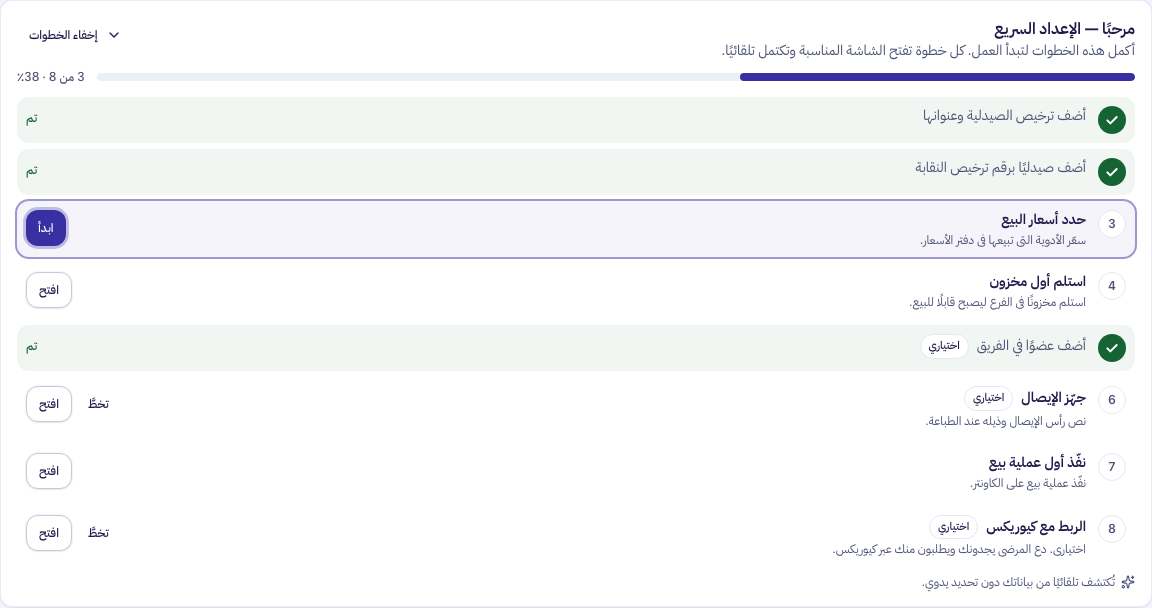 مرحبًا — الإعداد السريع
إخفاء الخطوات
أكمل هذه الخطوات لتبدأ العمل. كل خطوة تفتح الشاشة المناسبة وتكتمل تلقائيًا.
3 من 8 · 38٪
أضف ترخيص الصيدلية وعنوانها
تم
أضف صيدليًا برقم ترخيص النقابة
تم
3
حدد أسعار البيع
سعّر الأدوية التي تبيعها في دفتر الأسعار.
ابدأ
4
استلم أول مخزون
استلم مخزونًا في الفرع ليصبح قابلًا للبيع.
افتح
أضف عضوًا في الفريق اختياري
تم
6
جهّز الإيصال اختياري
نص رأس الإيصال وذيله عند الطباعة.
تخطَّ
افتح
7
نفّذ أول عملية بيع
نفّذ عملية بيع على الكاونتر.
افتح
8
الربط مع كيوريكس اختياري
اختياري. دع المرضى يجدونك ويطلبون منك عبر كيوريكس.
تخطَّ
افتح
تُكتشف تلقائيًا من بياناتك دون تحديد يدوي.